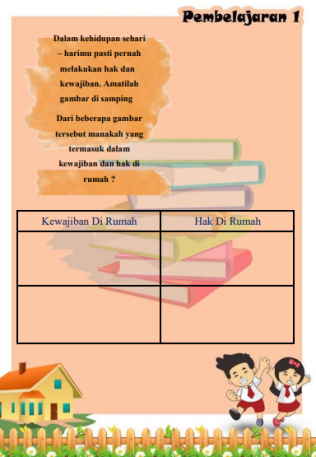 Pembelajaran 1
Dalam kehidupan sehari
– harimu pasti pernah
melakukan hak dan
kewajiban. Amatilah
gambar di samping
Dari beberapa gambar
tersebut manakah yang
termasuk dalam
kewajiban dan hak di
rumah ?
Kewajiban Di Rumah
Hak Di Rumah